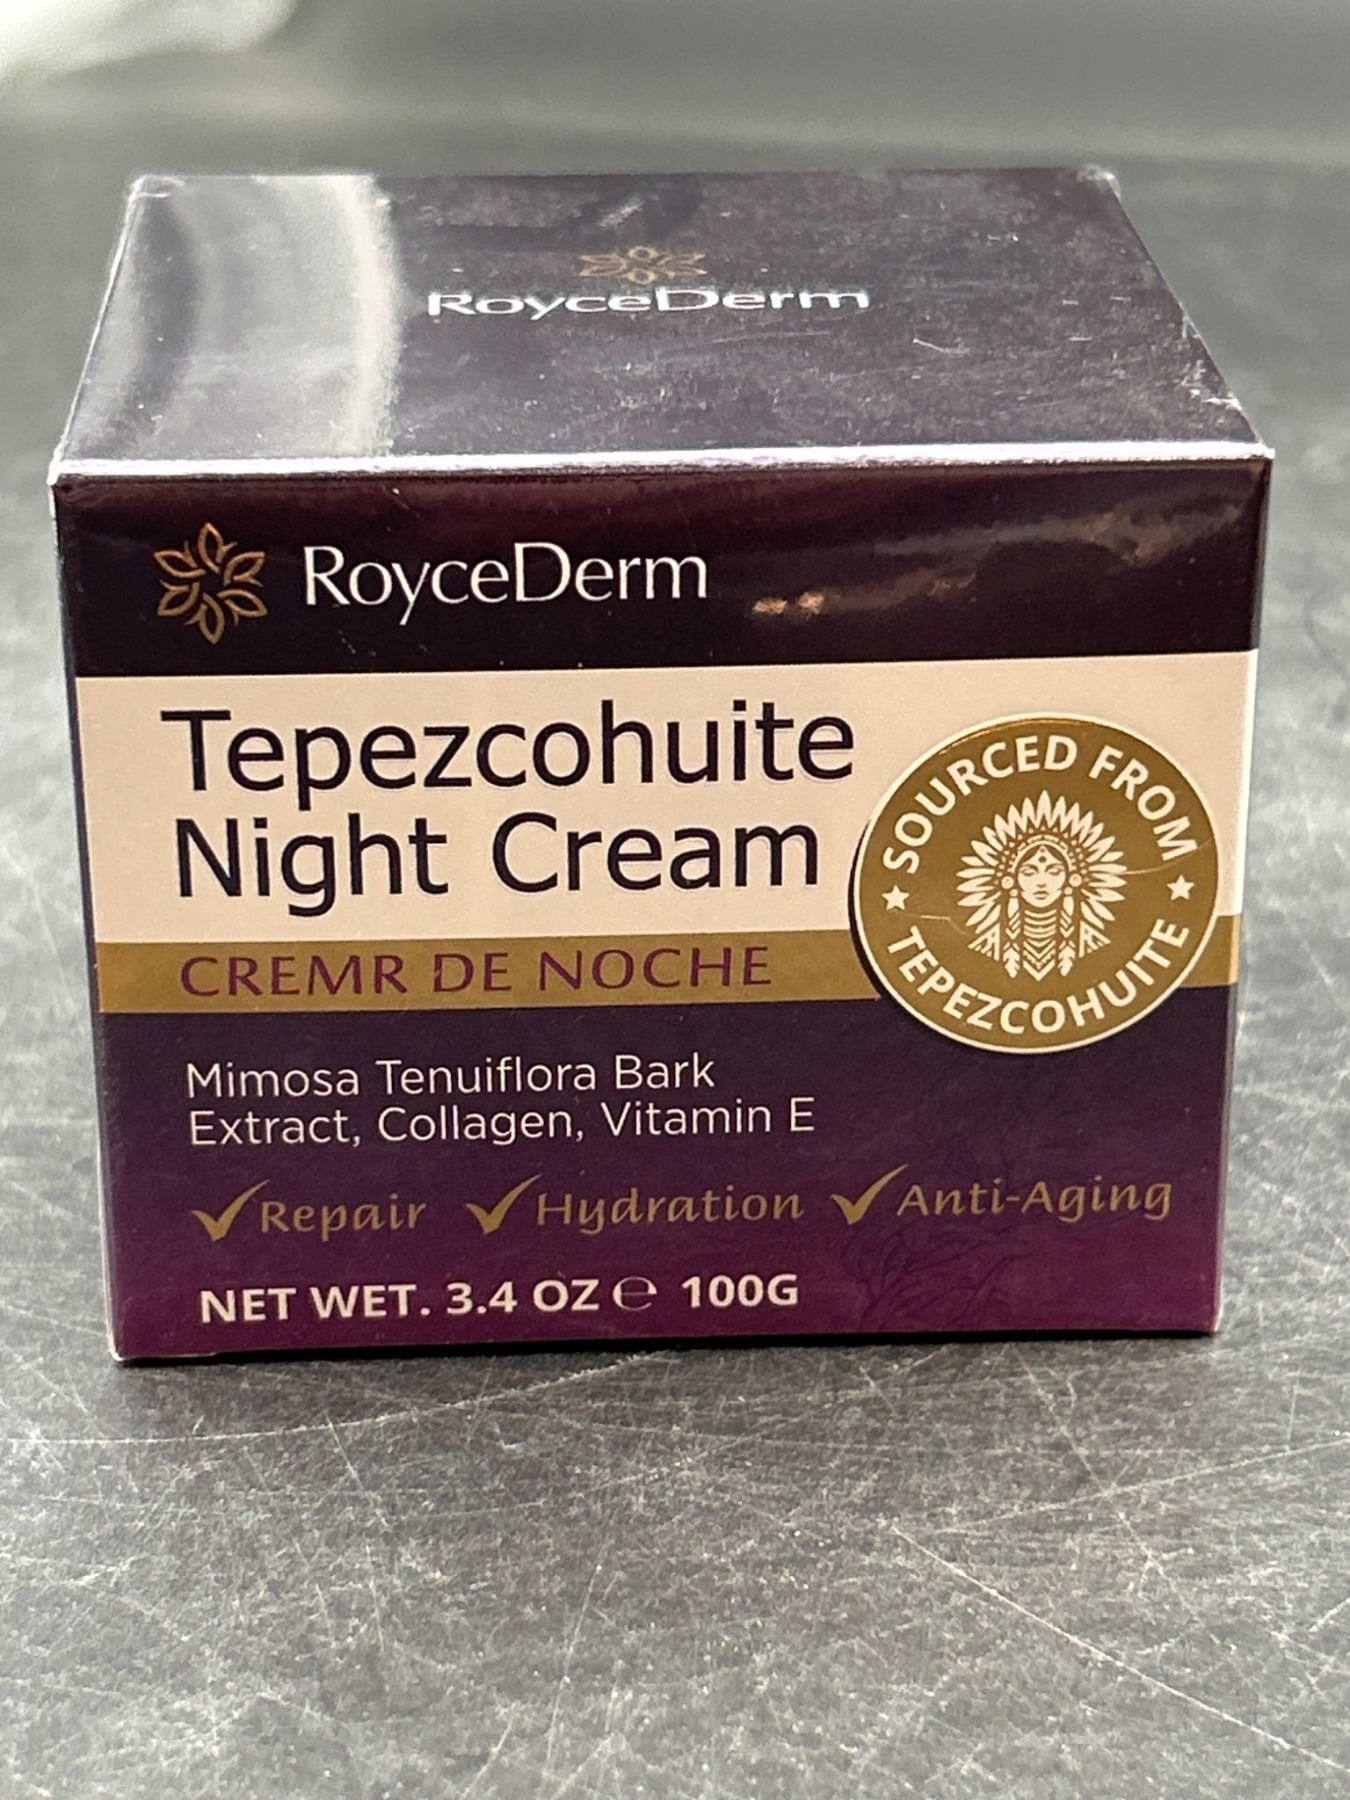 RoyceDerm
RoyceDerm
Tepezcohuite
Night Cream
CREMR DE NOCHE
SOURCED FROM
TEPEZCOHUITE
Mimosa Tenuiflora Bark
Extract, Collagen, Vitamin E
✓Repair ✓Hydration ✓Anti-Aging
NET WET. 3.4 OZ ℮ 100G